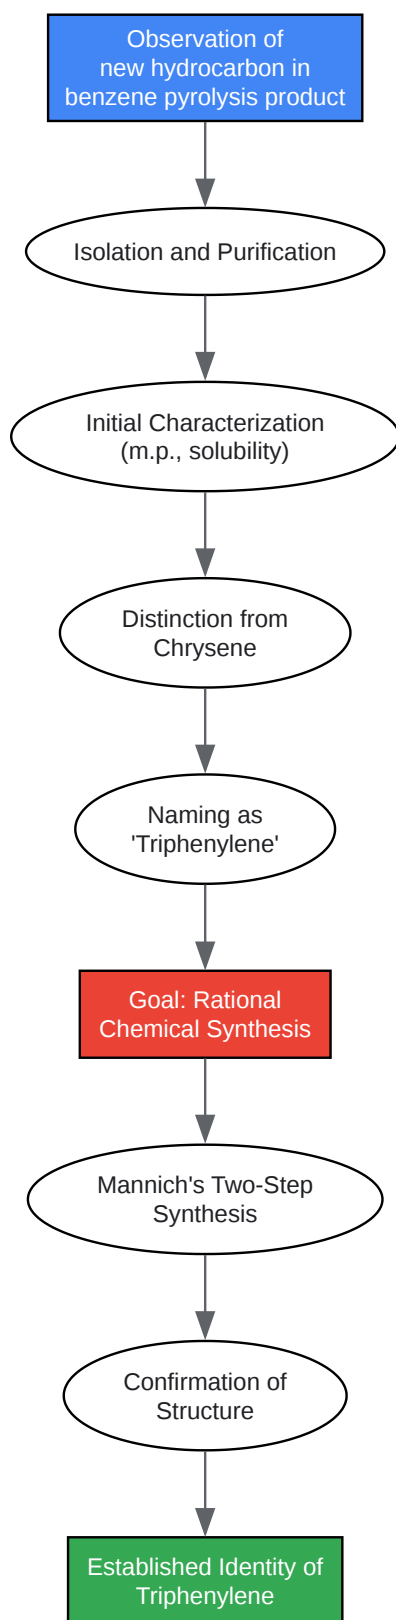 Observation of
new hydrocarbon in
benzene pyrolysis product
Isolation and Purification
Initial Characterization
(m.p., solubility)
Distinction from
Chrysene
Naming as
'Triphenylene'
Goal: Rational
Chemical Synthesis
Mannich's Two-Step
Synthesis
Confirmation of
Structure
Established Identity of
Triphenylene